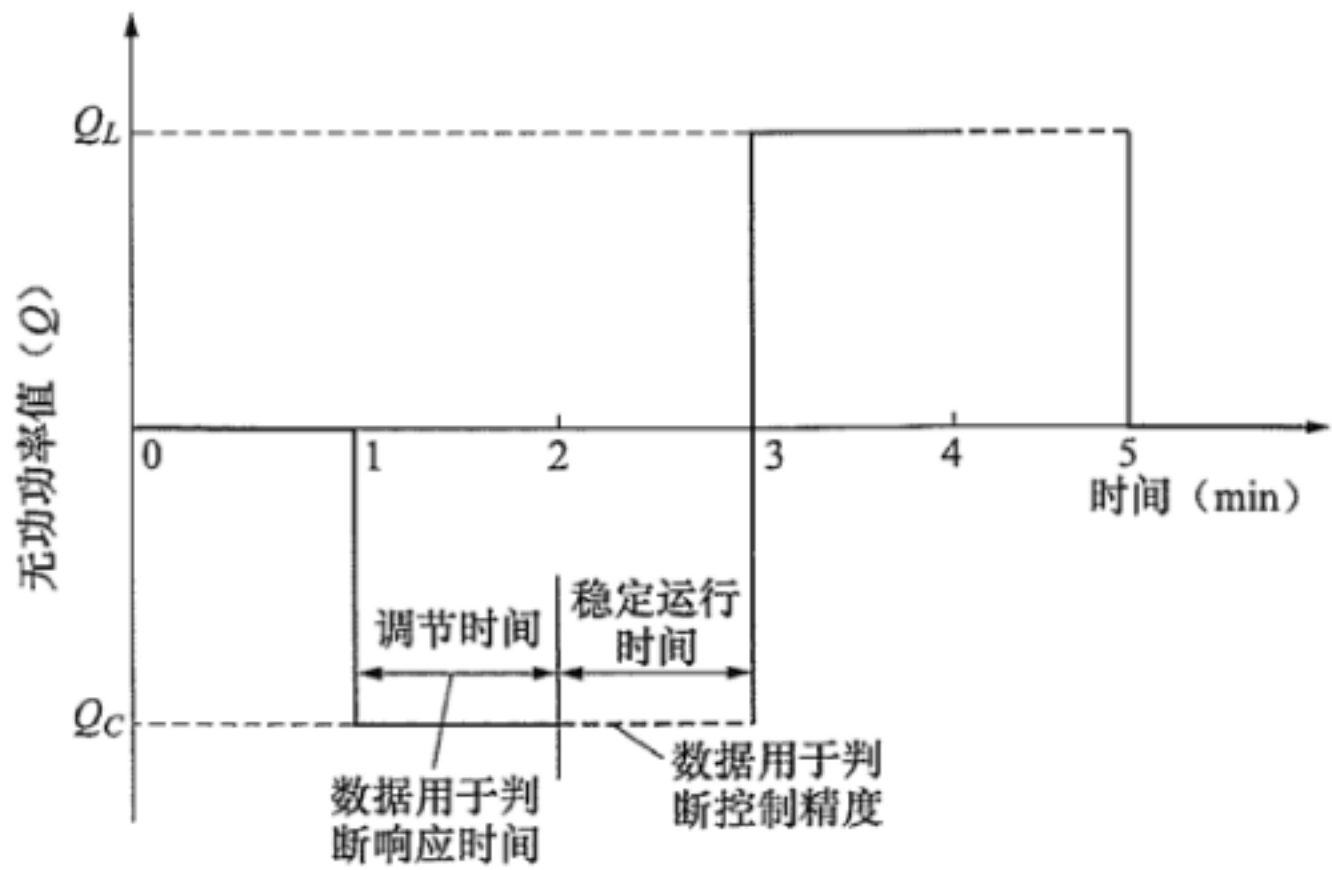 Q_L
无功功率值（Q）
0
1
2
3
4
5
时间（min）
调节时间
稳定运行
时间
Q_C
数据用于判
断响应时间
数据用于判
断控制精度